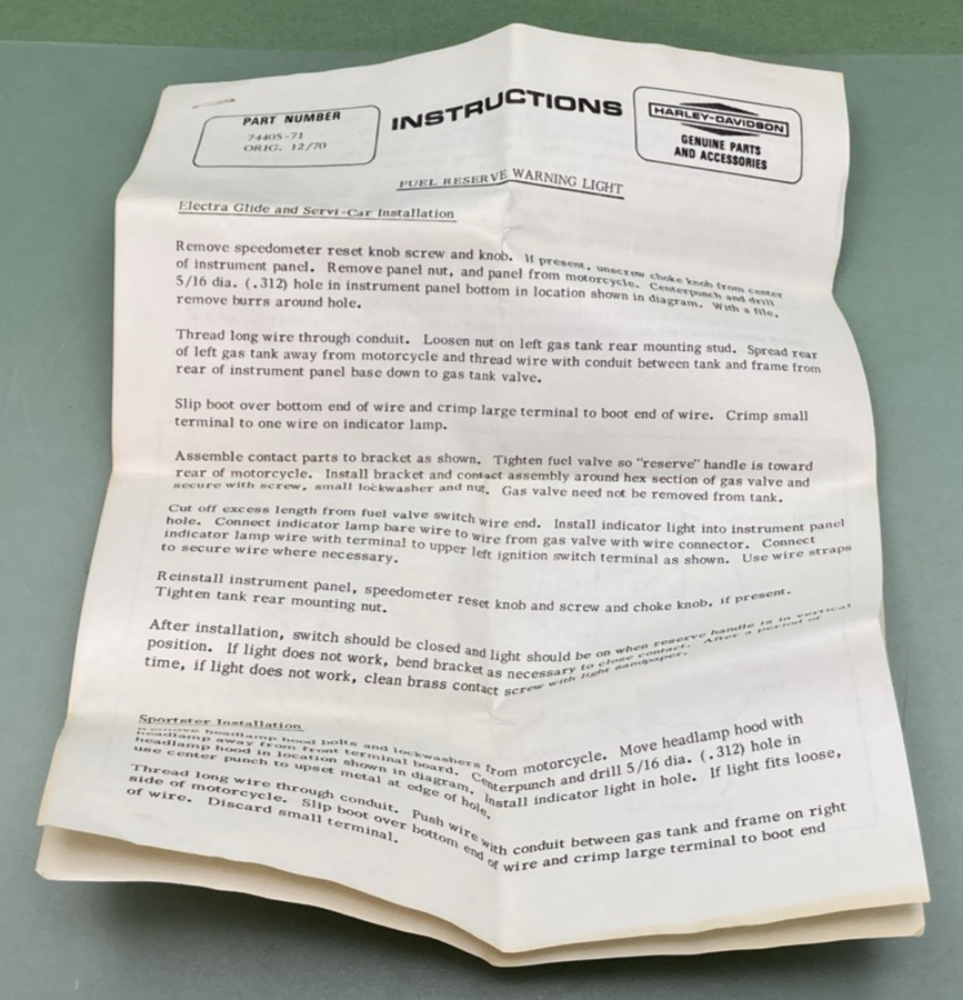 PART NUMBER
74405-71
ORIG. 12/70
INSTRUCTIONS
HARLEY-DAVIDSON
GENUINE PARTS
AND ACCESSORIES
FUEL RESERVE WARNING LIGHT
Electra Glide and Servi-Car Installation
Remove speedometer reset knob screw and knob. If present, unscrew choke knob from center
of instrument panel. Remove panel nut, and panel from motorcycle. Centerpunch and drill
5/16 dia. (.312) hole in instrument panel bottom in location shown in diagram. With a file,
remove burrs around hole.
Thread long wire through conduit. Loosen nut on left gas tank rear mounting stud. Spread rear
of left gas tank away from motorcycle and thread wire with conduit between tank and frame from
rear of instrument panel base down to gas tank valve.
Slip boot over bottom end of wire and crimp large terminal to boot end of wire. Crimp small
terminal to one wire on indicator lamp.
Assemble contact parts to bracket as shown. Tighten fuel valve so "reserve" handle is toward
rear of motorcycle. Install bracket and contact assembly around hex section of gas valve and
secure with screw, small lockwasher and nut. Gas valve need not be removed from tank.
Cut off excess length from fuel valve switch wire end. Install indicator light into instrument panel
hole. Connect indicator lamp bare wire to wire from gas valve with wire connector. Connect
indicator lamp wire with terminal to upper left ignition switch terminal as shown. Use wire straps
to secure wire where necessary.
Reinstall instrument panel, speedometer reset knob and screw and choke knob, if present.
Tighten tank rear mounting nut.
After installation, switch should be closed and light should be on when reserve handle is in vertical
position. If light does not work, bend bracket as necessary to close contact. After a period of
time, if light does not work, clean brass contact screw with light sandpaper.
Sportster Installation
Remove headlamp hood bolts and lockwashers from motorcycle. Move headlamp hood with
headlamp away from front terminal board. Centerpunch and drill 5/16 dia. (.312) hole in
headlamp hood in location shown in diagram. Install indicator light in hole. If light fits loose,
use center punch to upset metal at edge of hole.
Thread long wire through conduit. Push wire with conduit between gas tank and frame on right
side of motorcycle. Slip boot over bottom end of wire and crimp large terminal to boot end
of wire. Discard small terminal.